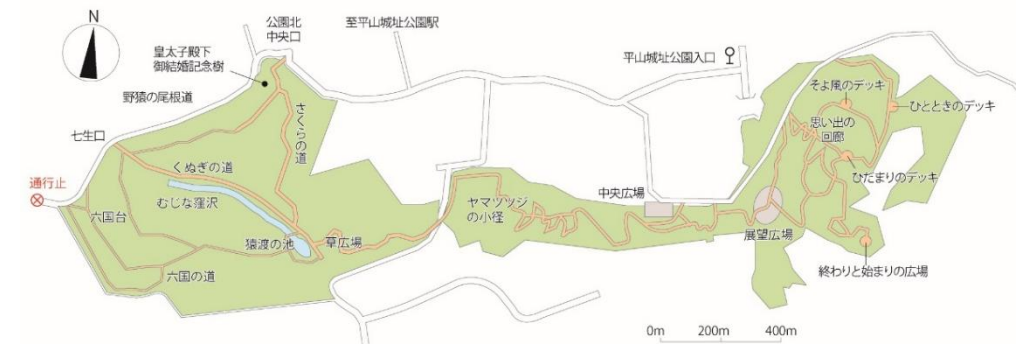 N
公園北
中央口
至平山城址公園駅
皇太子殿下
御結婚記念樹
平山城址公園入口
野猿の尾根道
そよ風のデッキ
ひとときのデッキ
さくらの道
思い出の
回廊
七生口
くぬぎの道
ひだまりのデッキ
通行止
むじな窪沢
中央広場
ヤマツツジ
の小径
六国台
猿渡の池
草広場
展望広場
六国の道
終わりと始まりの広場
0m
200m
400m